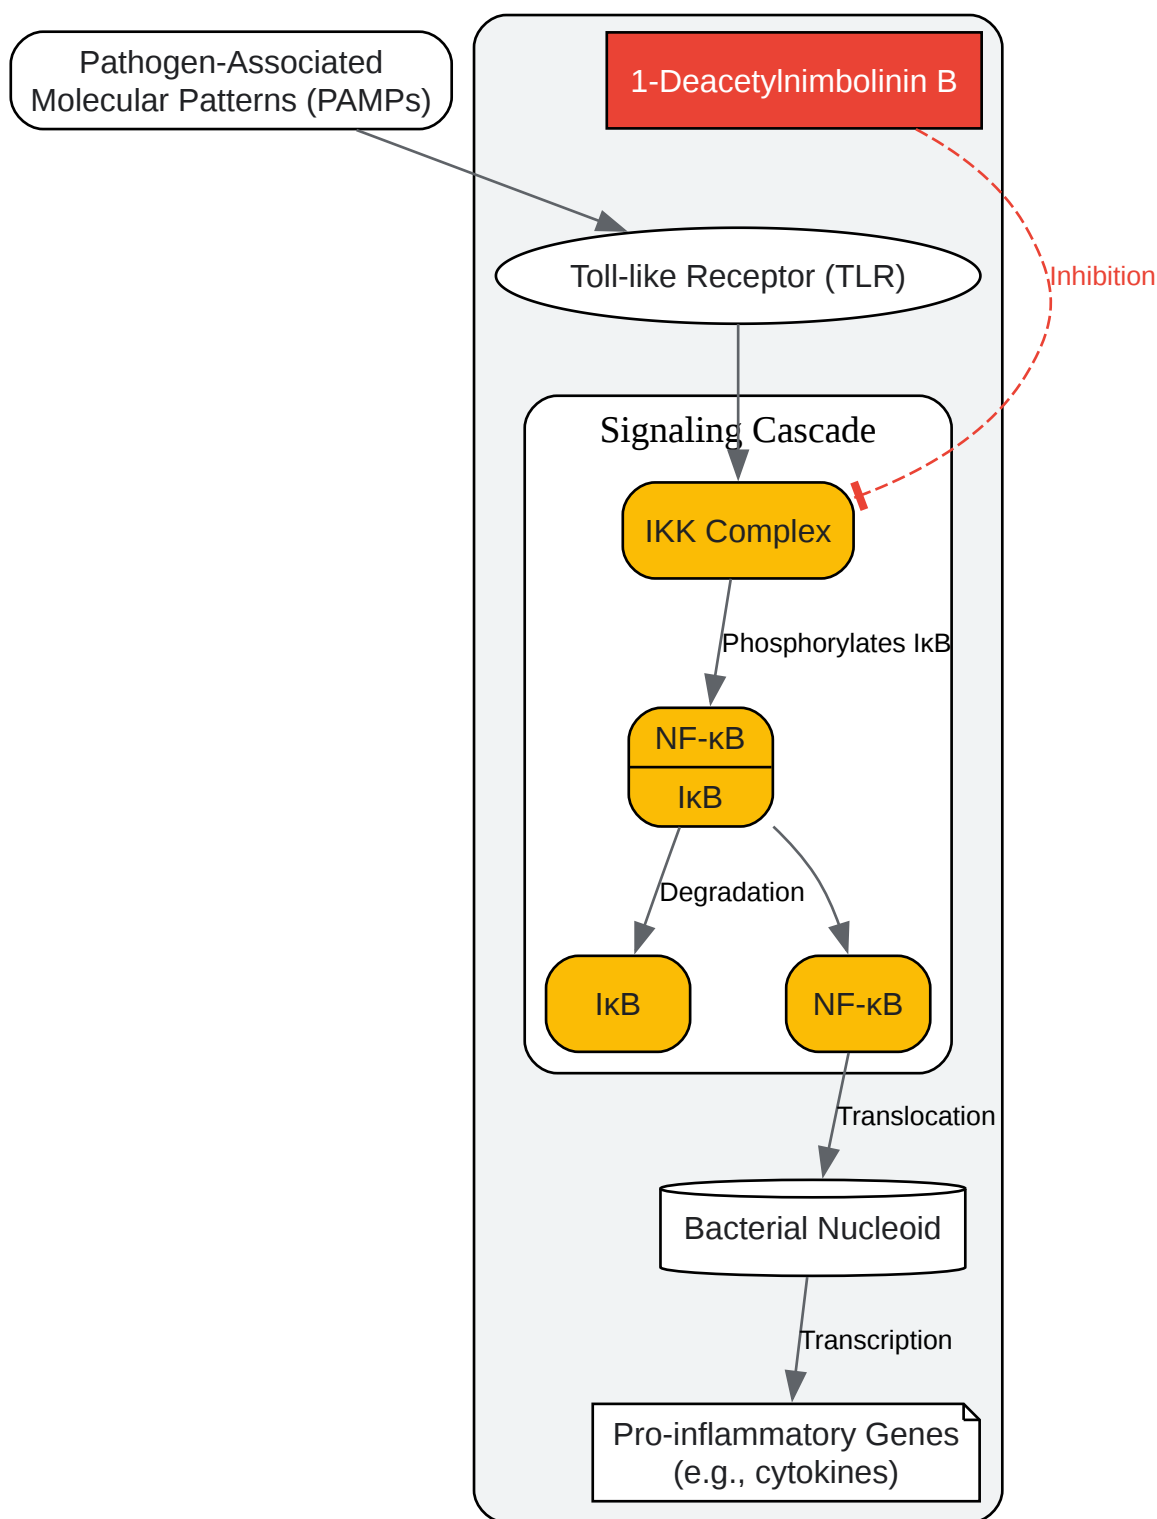 Pathogen-Associated
Molecular Patterns (PAMPs)
1-Deacetylnimbolinin B
Toll-like Receptor (TLR)
Inhibition
Signaling Cascade
IKK Complex
Phosphorylates IκB
NF-κB
IκB
Degradation
IκB
NF-κB
Translocation
Bacterial Nucleoid
Transcription
Pro-inflammatory Genes
(e.g., cytokines)